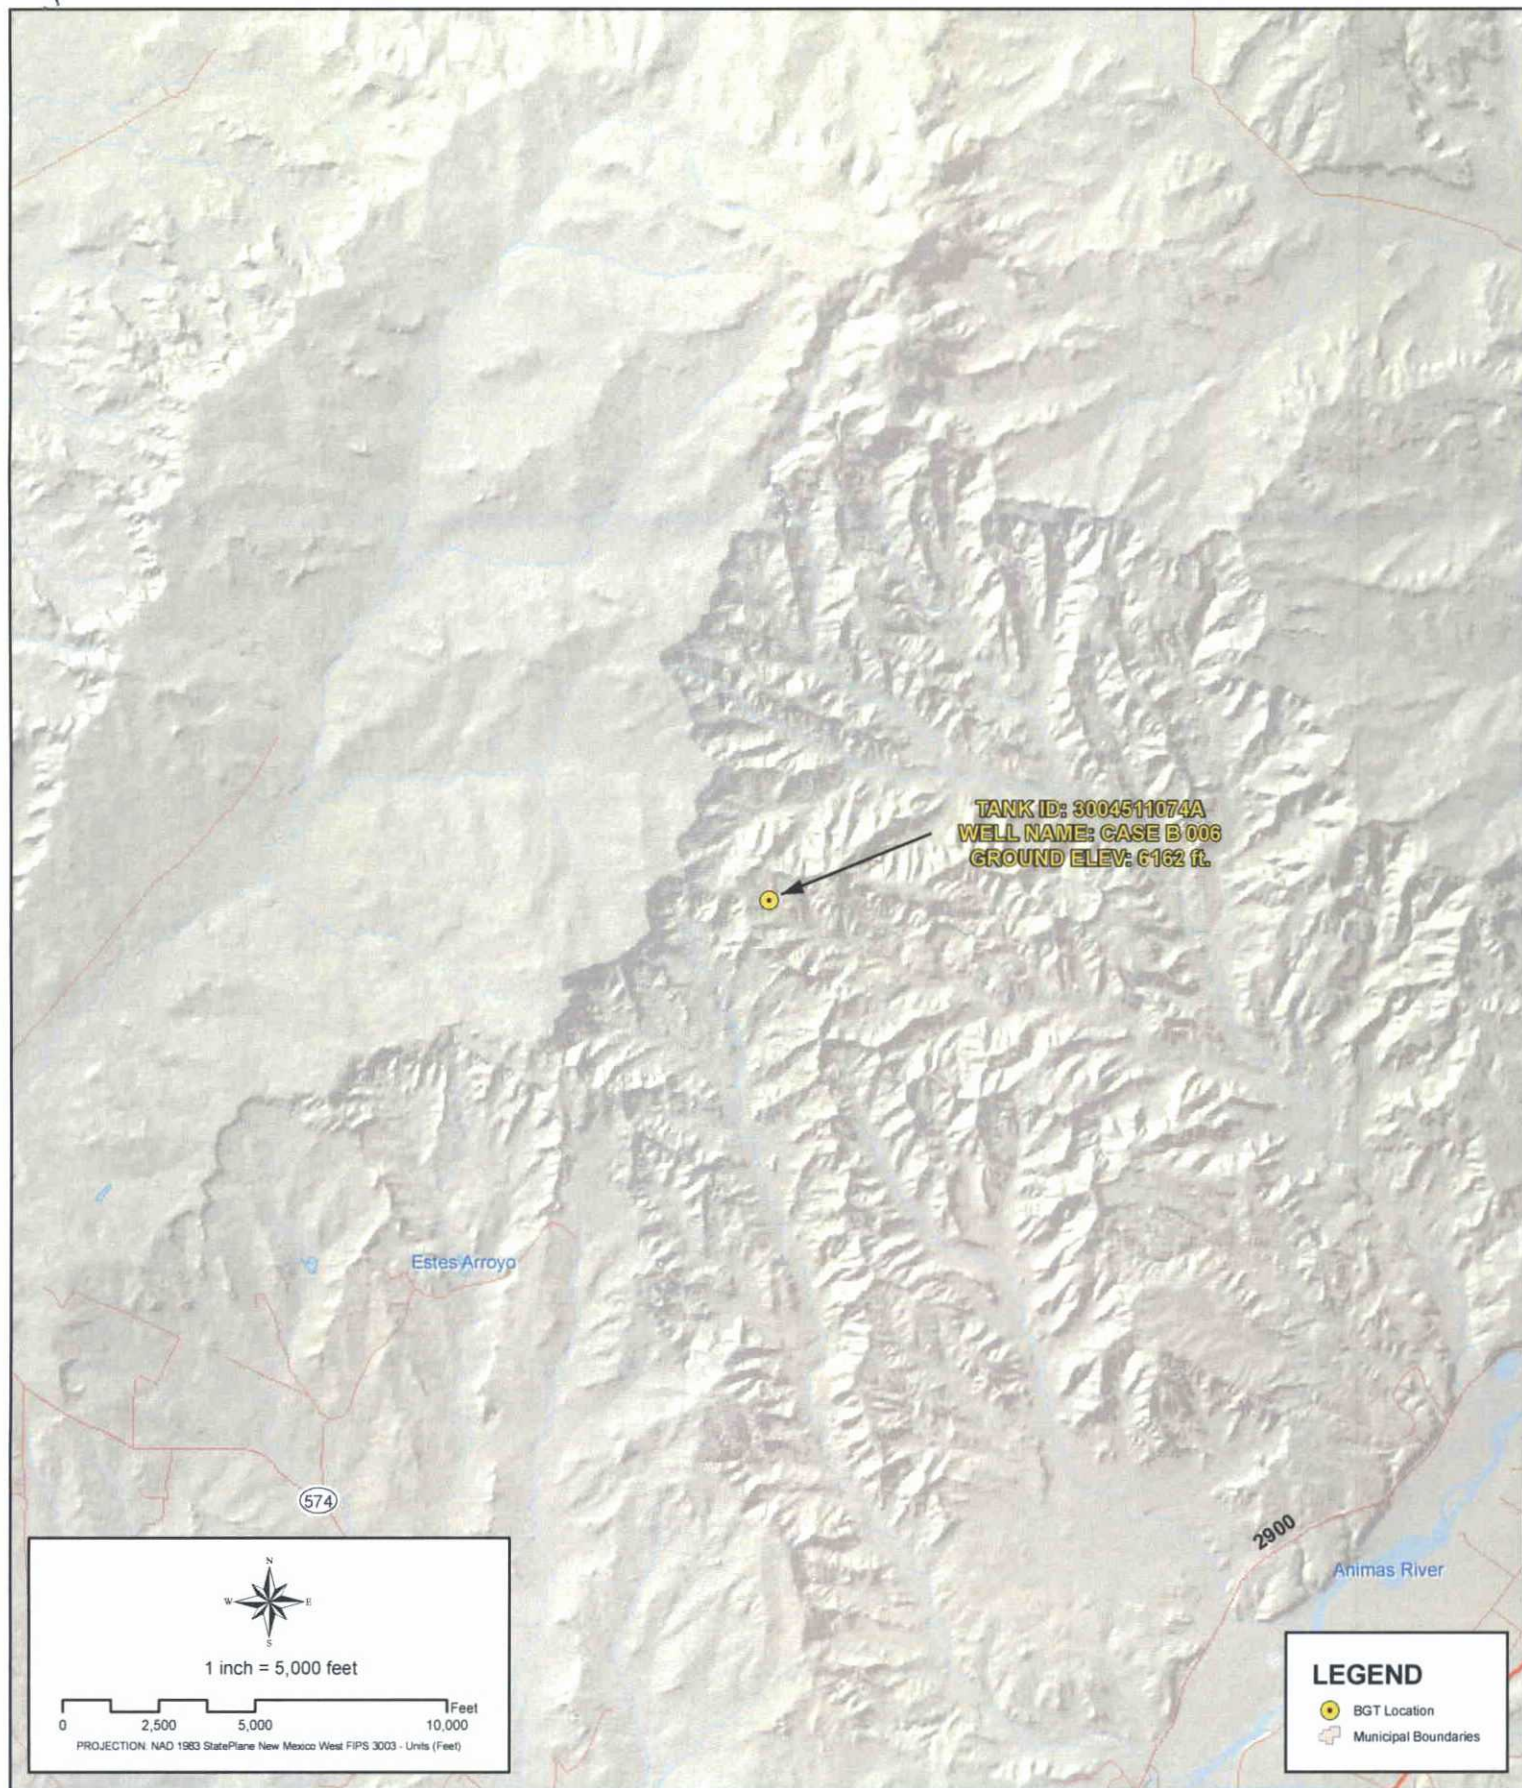 TANK ID: 3004511074A
WELL NAME: CASE B 006
GROUND ELEV: 6162 ft.
Estes Arroyo
574
2900
Animas River
N
W E
S
1 inch = 5,000 feet
Feet
0 2,500 5,000 10,000
PROJECTION: NAD 1983 StatePlane New Mexico West FIPS 3003 - Units (Feet)
LEGEND
BGT Location
Municipal Boundaries